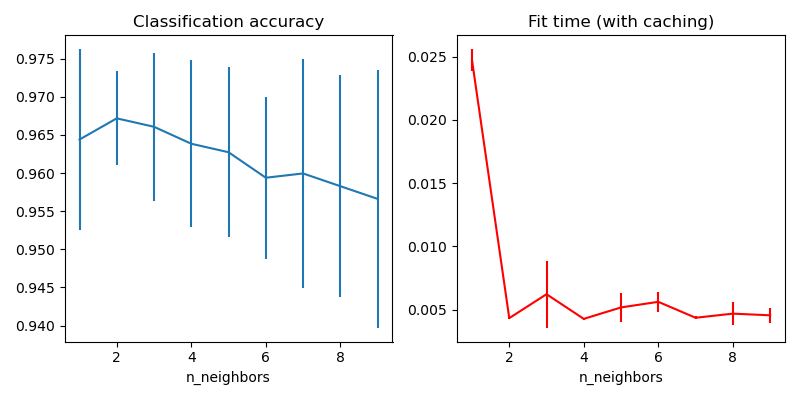 Classification accuracy
0.975
0.970
0.965
0.960
0.955
0.950
0.945
0.940
2 4 6 8
n_neighbors
Fit time (with caching)
0.025
0.020
0.015
0.010
0.005
2 4 6 8
n_neighbors